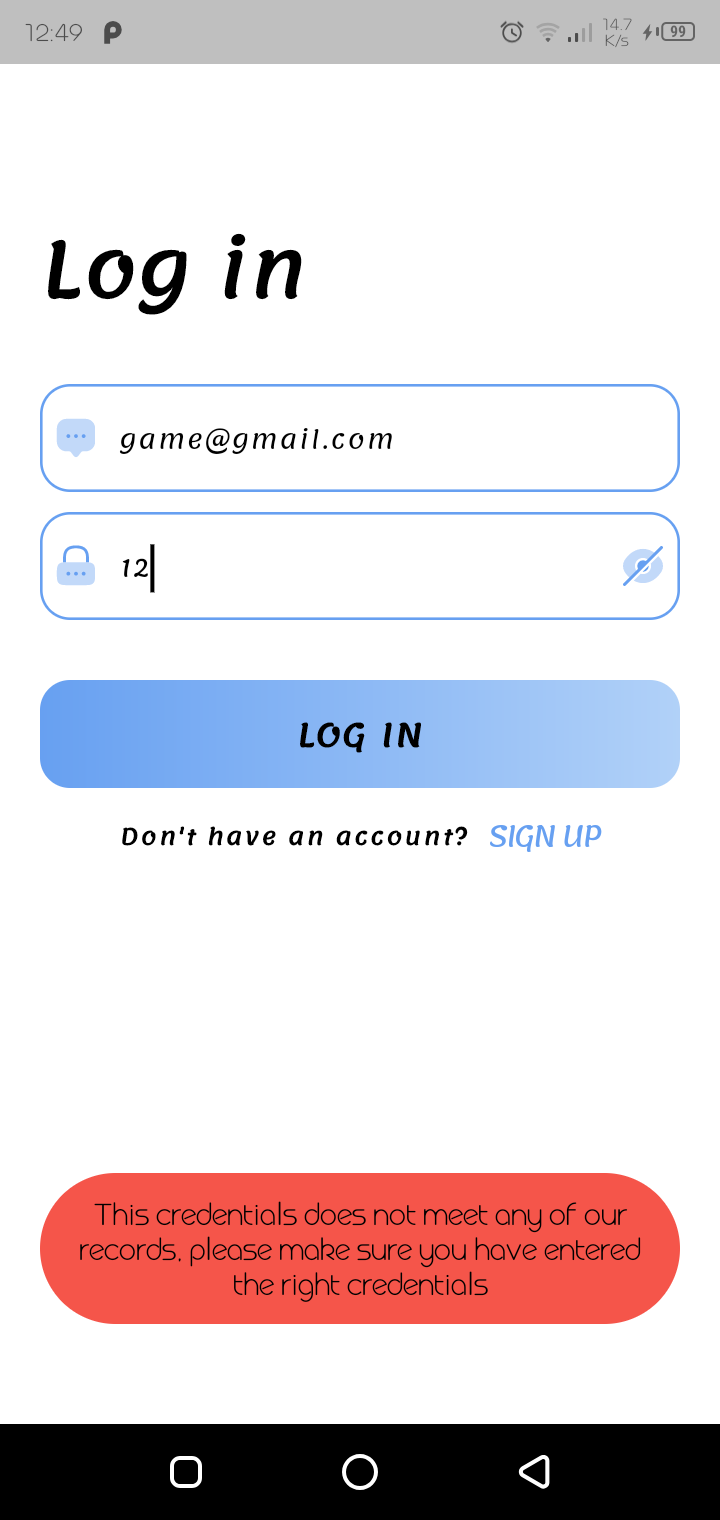 12:49
14.7
K/s
99
Log in
game@gmail.com
12
LOG IN
Don't have an account? SIGN UP
This credentials does not meet any of our
records, please make sure you have entered
the right credentials